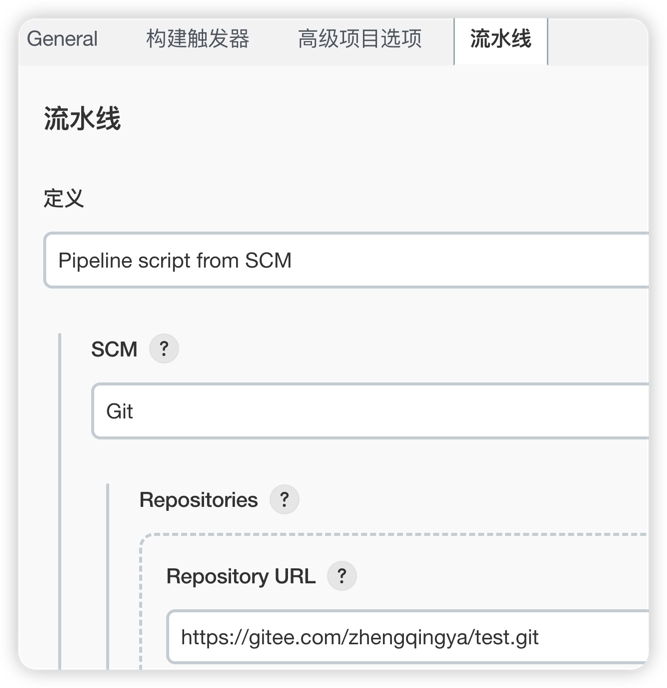 General 构建触发器 高级项目选项 流水线
流水线
定义
Pipeline script from SCM
SCM ?
Git
Repositories ?
Repository URL ?
https://gitee.com/zhengqingya/test.git